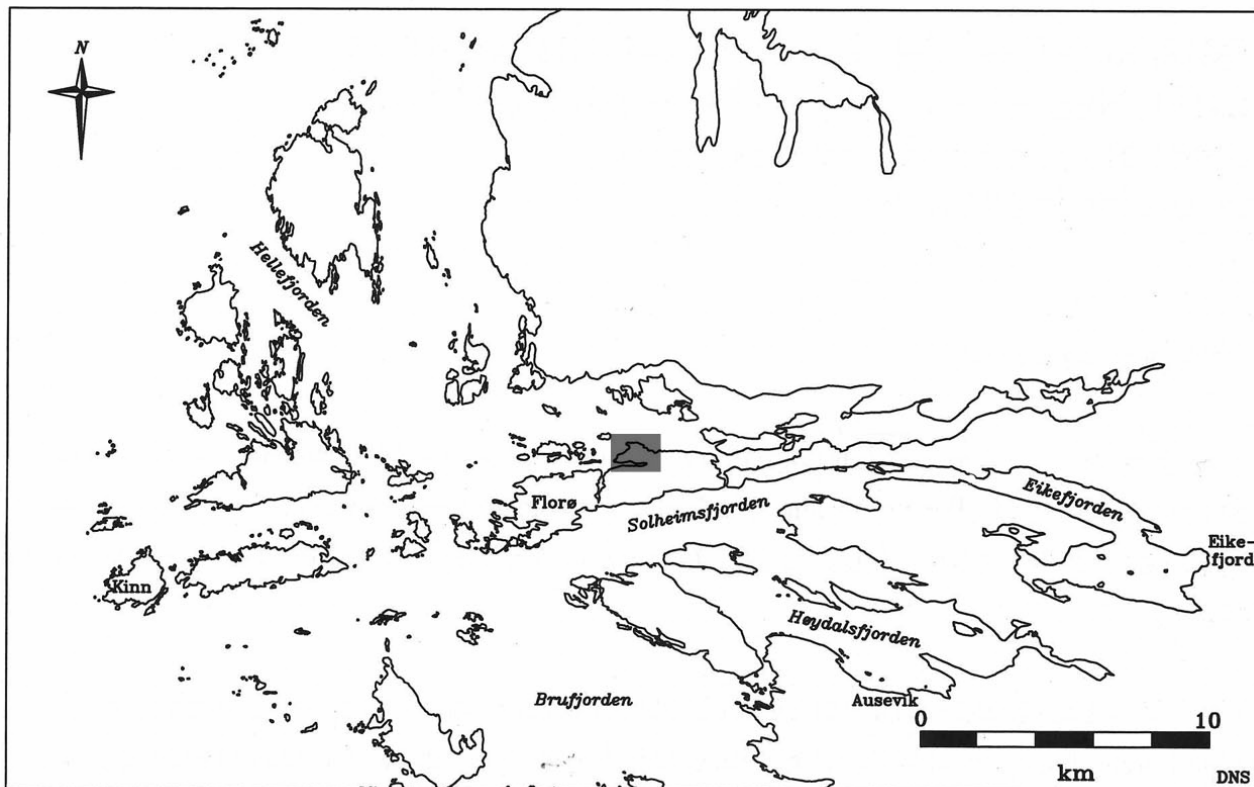 N
Hellefjorden
Florø
Solheimsfjorden
Eikefjorden
Eike-
fjord
Kinn
Høydalsfjorden
Brufjorden
Ausevik
0 10
km
DNS